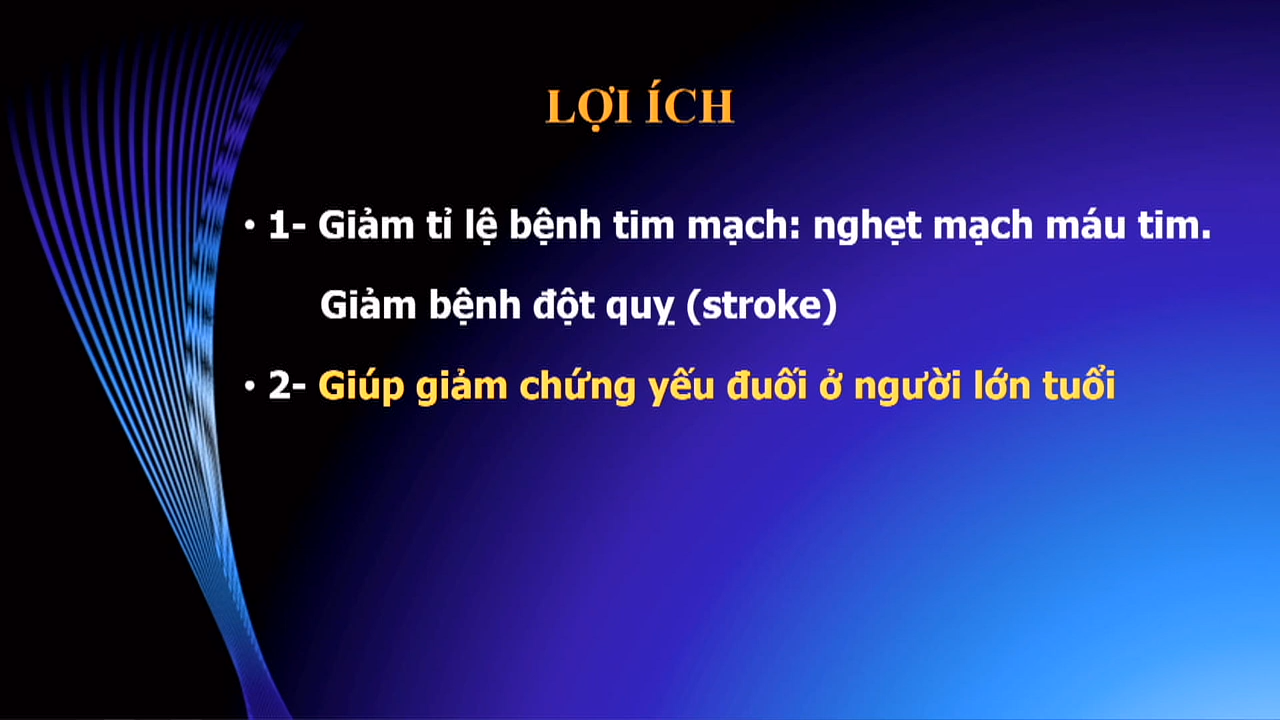 LỢI ÍCH
• 1- Giảm tỉ lệ bệnh tim mạch: nghẹt mạch máu tim.
Giảm bệnh đột quỵ (stroke)
• 2- Giúp giảm chứng yếu đuối ở người lớn tuổi